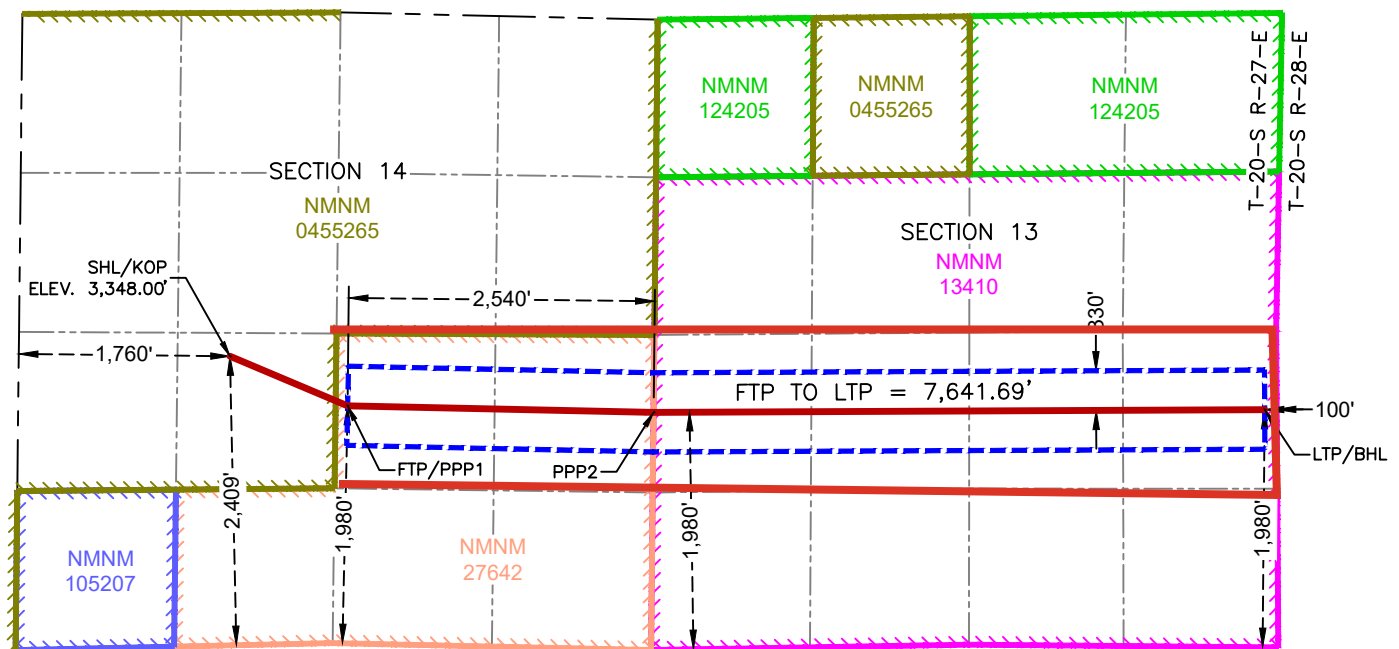 NMNM
124205
NMNM
0455265
NMNM
124205
T-20-S R-27-E
T-20-S R-28-E
SECTION 14
NMNM
0455265
SECTION 13
NMNM
13410
SHL/KOP
ELEV. 3,348.00'
2,540'
330'
1,760'
FTP TO LTP = 7,641.69'
100'
FTP/PPP1
PPP2
LTP/BHL
2,409'
1,980'
1,980'
1,980'
NMNM
105207
NMNM
27642